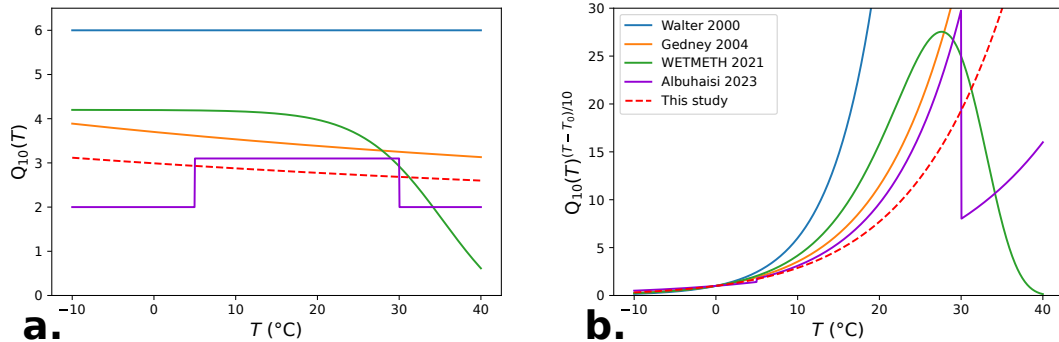 6
5
4
3
2
1
0
Q₁₀(T)
-10 0 10 20 30 40
T (°C)
a.
30
25
20
15
10
5
0
Q₁₀(T)^(T − T₀)/10
Walter 2000
Gedney 2004
WETMETH 2021
Albuhaisi 2023
This study
-10 0 10 20 30 40
T (°C)
b.